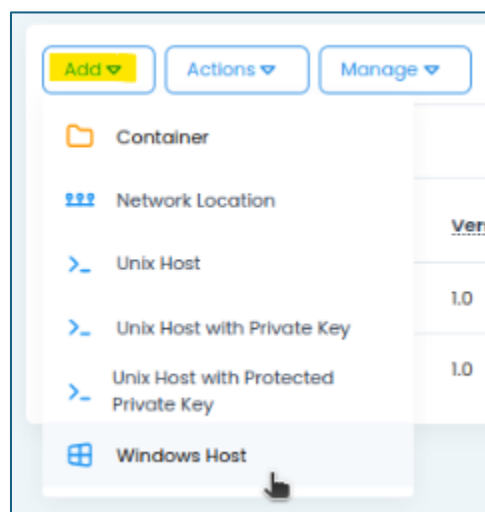 Add Actions Manage
Container
Network Location
Unix Host
Unix Host with Private Key
Unix Host with Protected
Private Key
Windows Host
1.0
1.0